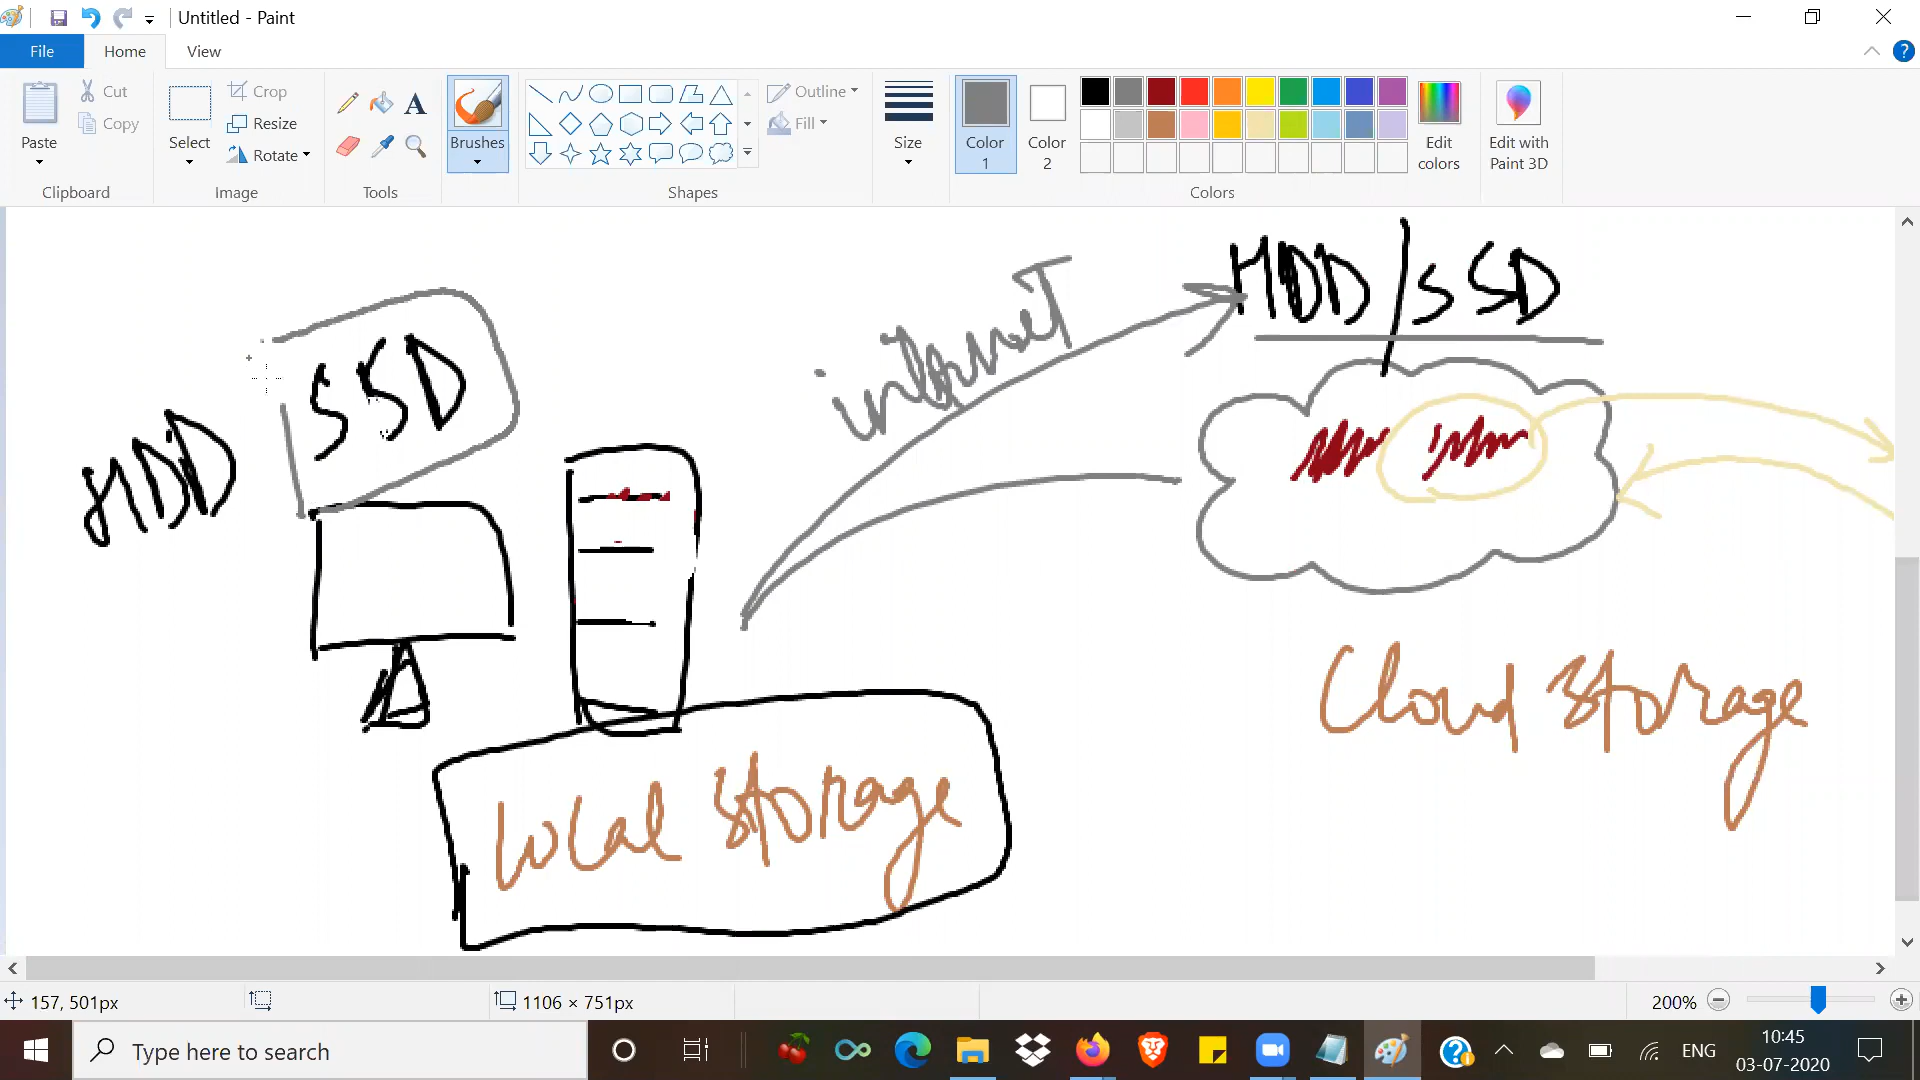 Untitled - Paint
File
Home
View
Paste
Cut
Copy
Clipboard
Select
Crop
Resize
Rotate
Image
Tools
Brushes
Outline
Fill
Shapes
Size
Color 1
Color 2
Edit colors
Colors
Edit with Paint 3D
HDD
SSD
internet
HDD/SSD
Cloud Storage
Local Storage
157, 501px
1106 × 751px
200%
Type here to search
ENG
10:45
03-07-2020